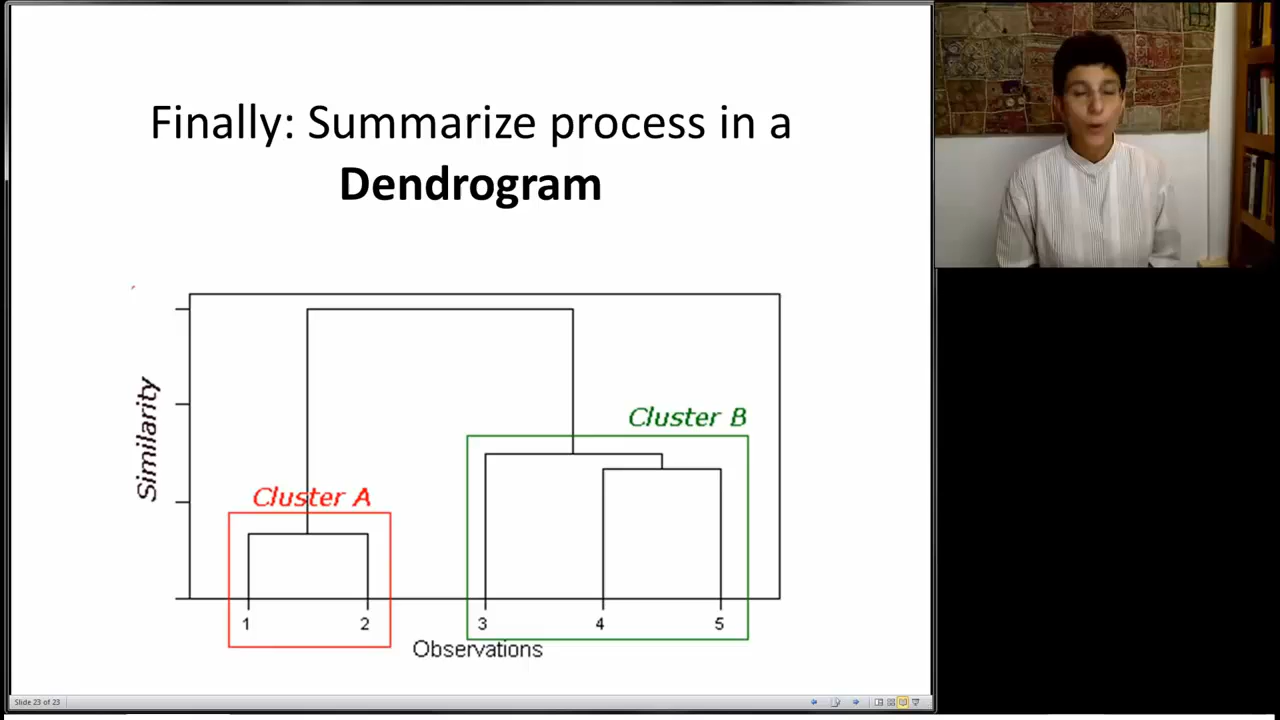 Finally: Summarize process in a
Dendrogram
Similarity
Cluster B
Cluster A
1 2 3 4 5
Observations
Slide 23 of 23